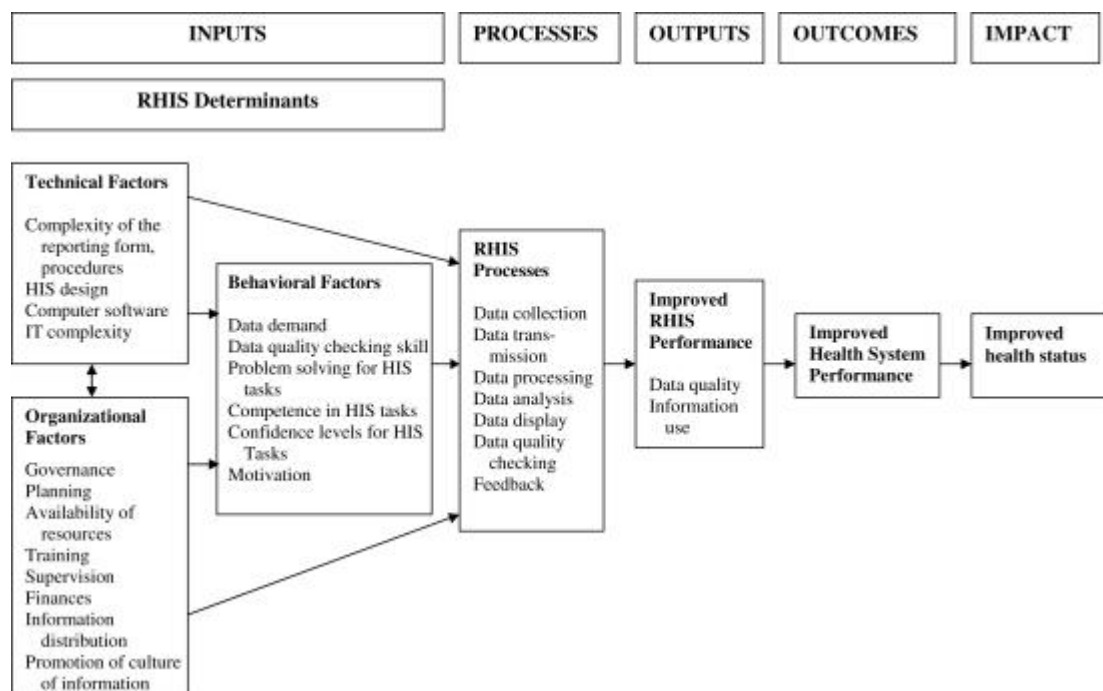 INPUTS
PROCESSES
OUTPUTS
OUTCOMES
IMPACT
RHIS Determinants
Technical Factors
Complexity of the
reporting form,
procedures
HIS design
Computer software
IT complexity
Organizational
Factors
Governance
Planning
Availability of
resources
Training
Supervision
Finances
Information
distribution
Promotion of culture
of information
Behavioral Factors
Data demand
Data quality checking skill
Problem solving for HIS
tasks
Competence in HIS tasks
Confidence levels for HIS
Tasks
Motivation
RHIS
Processes
Data collection
Data trans-
mission
Data processing
Data analysis
Data display
Data quality
checking
Feedback
Improved
RHIS
Performance
Data quality
Information
use
Improved
Health System
Performance
Improved
health status